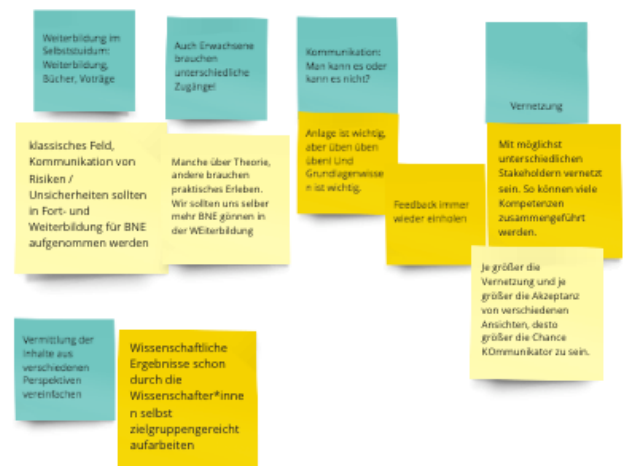 Weiterbildung im
Selbststuidum:
Weiterbildung,
Bücher, Voträge
Auch Erwachsene
brauchen
unterschiedliche
Zugänge!
Kommunikation:
Man kann es oder
kann es nicht?
Vernetzung
klassisches Feld,
Kommunikation von
Risiken /
Unsicherheiten sollten
in Fort- und
Weiterbildung für BNE
aufgenommen werden
Manche über Theorie,
andere brauchen
praktisches Erleben.
Wir sollten uns selber
mehr BNE gönnen in
der WEiterbildung
Anlage ist wichtig,
aber üben üben
üben! Und
Grundlagenwisse
n ist wichtig.
Feedback immer
wieder einholen
Mit möglichst
unterschiedlichen
Stakeholdern vernetzt
sein. So können viele
Kompetenzen
zusammengeführt
werden.
Je größer die
Vernetzung und je
größer die Akzeptanz
von verschiedenen
Ansichten, desto
größer die Chance
KOmmunikator zu sein.
Vermittlung der
Inhalte aus
verschiedenen
Perspektiven
vereinfachen
Wissenschaftliche
Ergebnisse schon
durch die
Wissenschafter*inne
n selbst
zielgruppengereicht
aufarbeiten